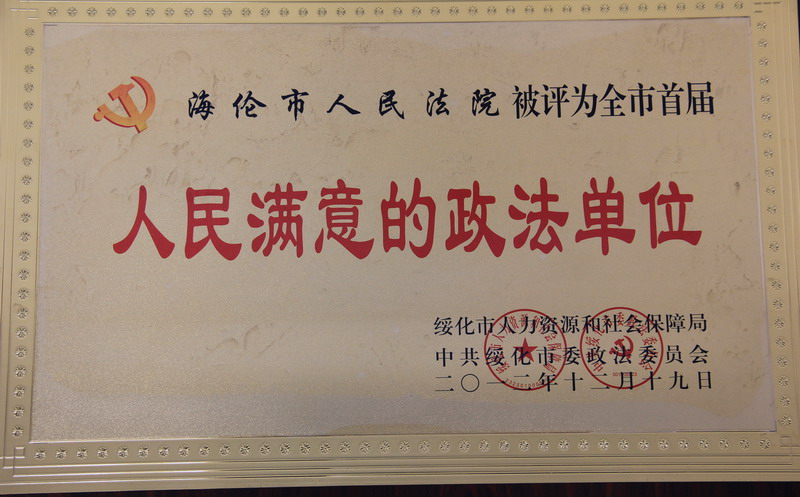 海伦市人民法院被评为全市首届
人民满意的政法单位
绥化市人力资源和社会保障局
中共绥化市委政法委员会
二〇一二年十二月十九日